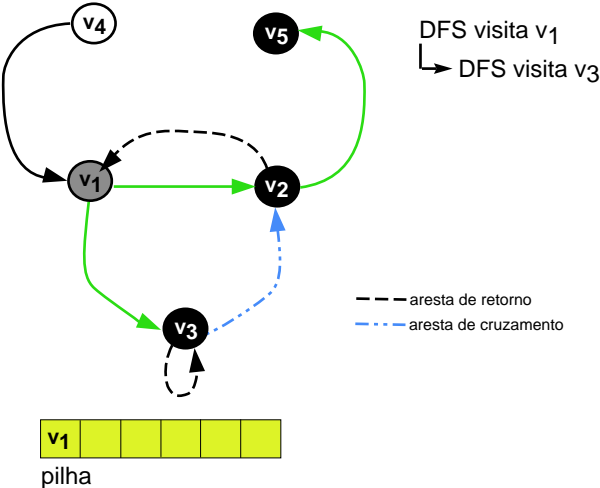 v4
v5
DFS visita v1
DFS visita v3
v1
v2
v3
aresta de retorno
aresta de cruzamento
v1
pilha